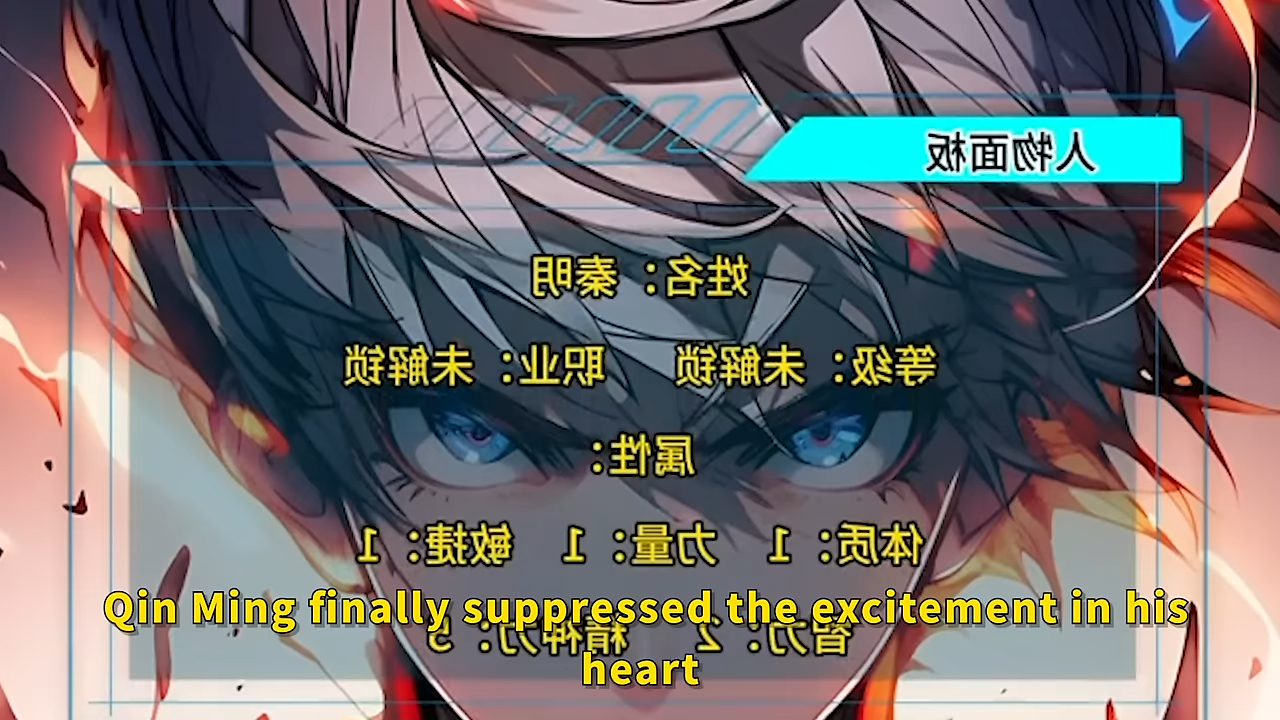 人物面板
姓名：秦明
等级：未解锁 职业：未解锁
属性：
体质：1 力量：1 敏捷：1
Qin Ming finally suppressed the excitement in his
智力：2 精神力：
heart